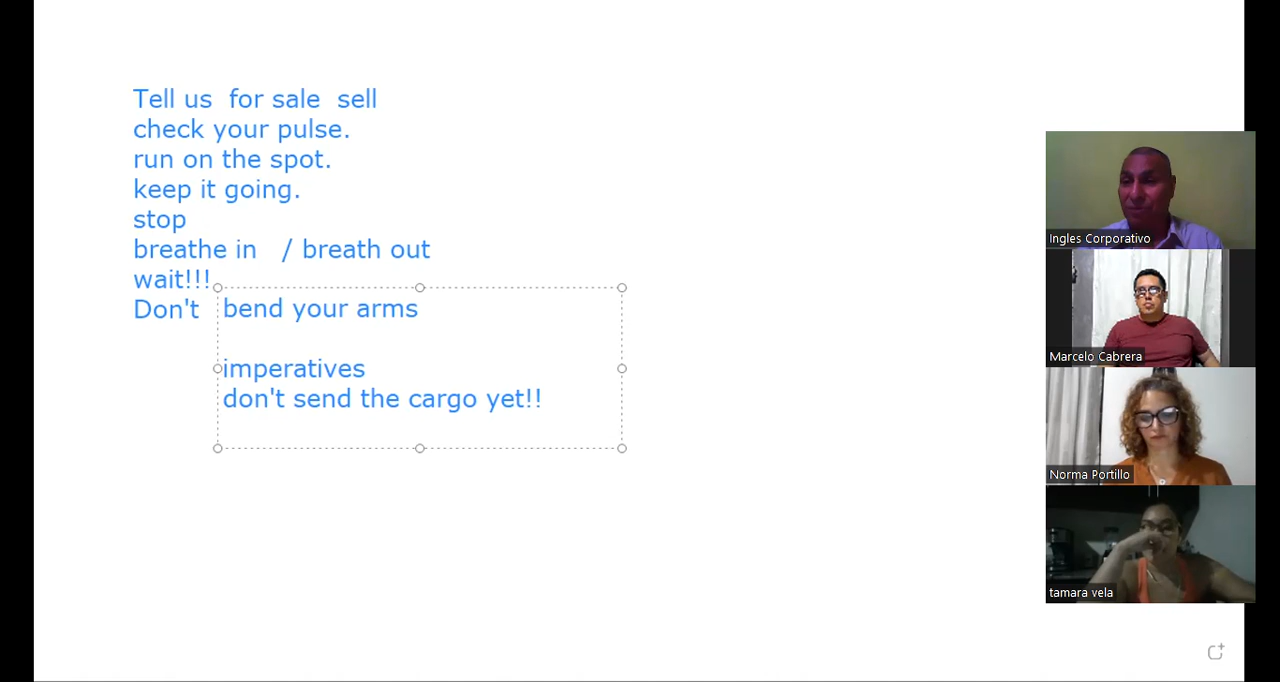 Tell us  for sale  sell
check your pulse.
run on the spot.
keep it going.
stop
breathe in   / breath out
wait!!!
Don't bend your arms
imperatives
don't send the cargo yet!!
Ingles Corporativo
Marcelo Cabrera
Norma Portillo
tamara vela